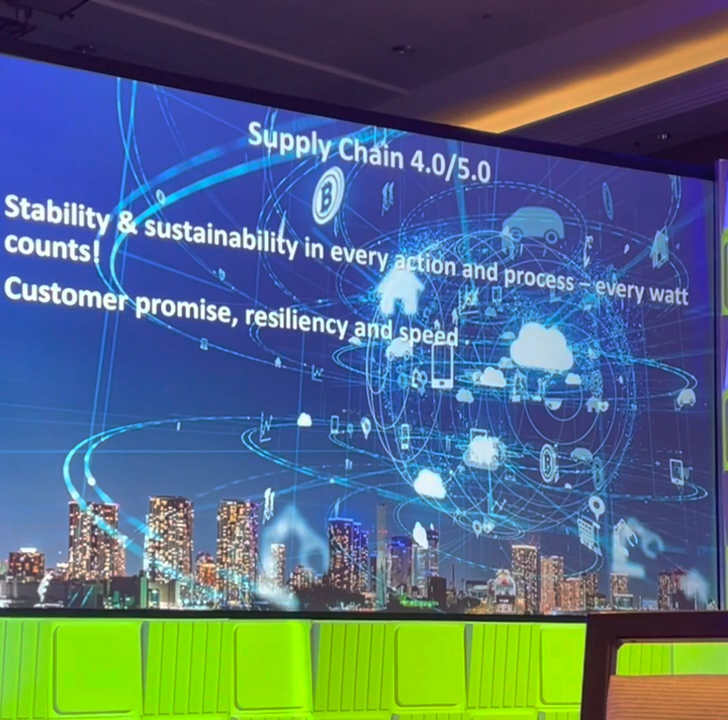 Supply Chain 4.0/5.0
Stability & sustainability in every action and process – every watt
counts!
Customer promise, resiliency and speed .